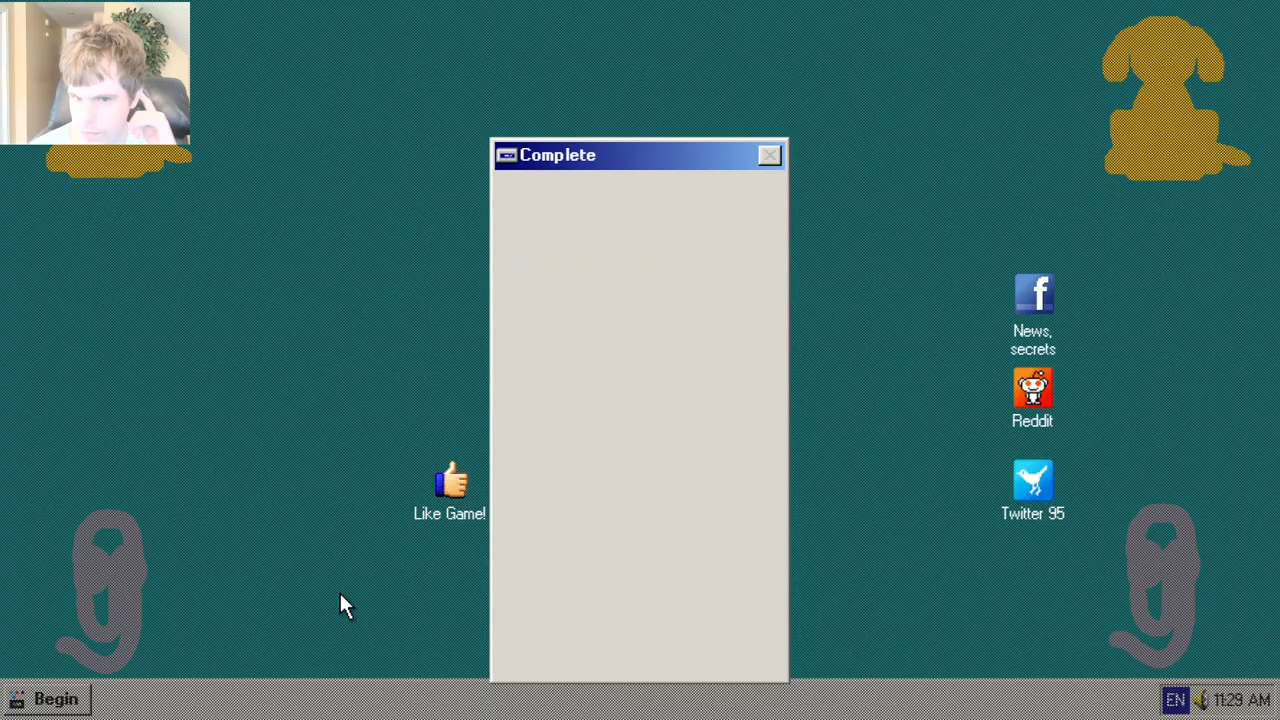 Complete
News,
secrets
Reddit
Like Game!
Twitter 95
Begin
EN
11:29 AM